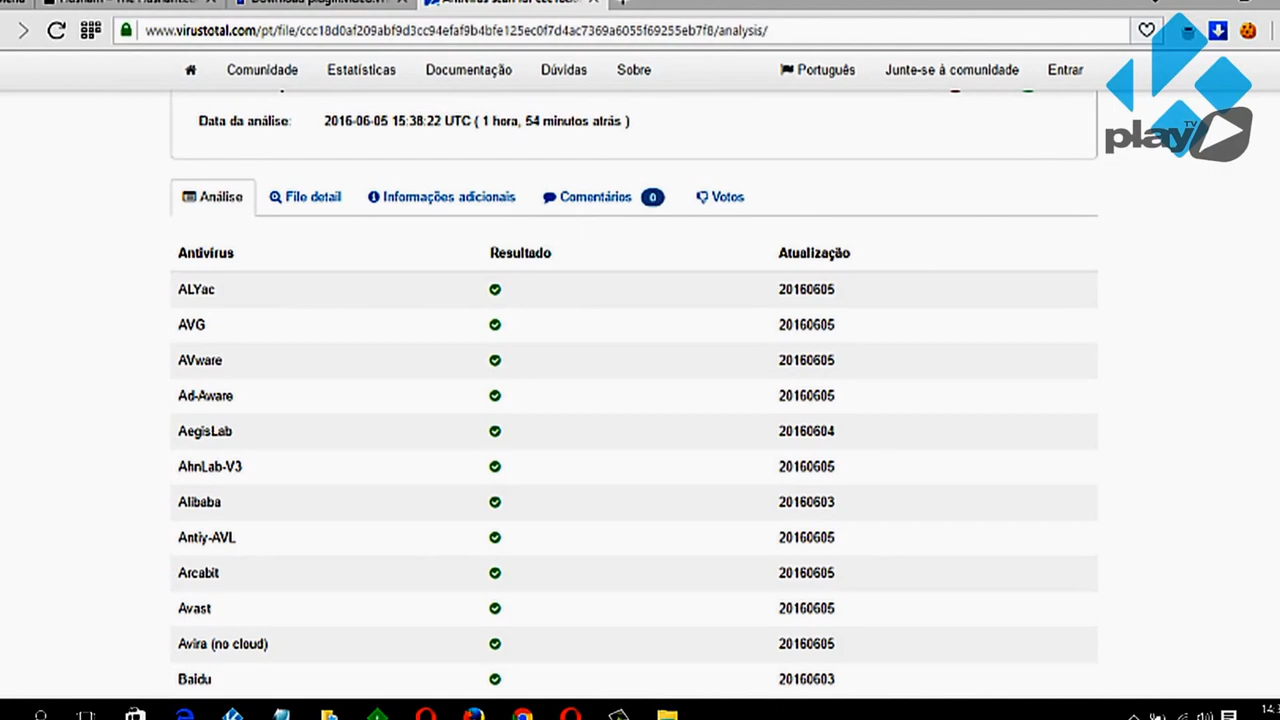 www.virustotal.com/pt/file/ccc18d0af209abf9d3cc94efaf9b4bfe125ec0f7d4ac7369a6055f69255eb7f8/analysis/
Comunidade Estatísticas Documentação Dúvidas Sobre Português Junte-se à comunidade Entrar
play TV
Data da análise: 2016-06-05 15:38:22 UTC ( 1 hora, 54 minutos atrás )
Análise File detail Informações adicionais Comentários 0 Votos
Antivírus Resultado Atualização
ALYac 20160605
AVG 20160605
AVware 20160605
Ad-Aware 20160605
AegisLab 20160604
AhnLab-V3 20160605
Alibaba 20160603
Antiy-AVL 20160605
Arcabit 20160605
Avast 20160605
Avira (no cloud) 20160605
Baidu 20160603